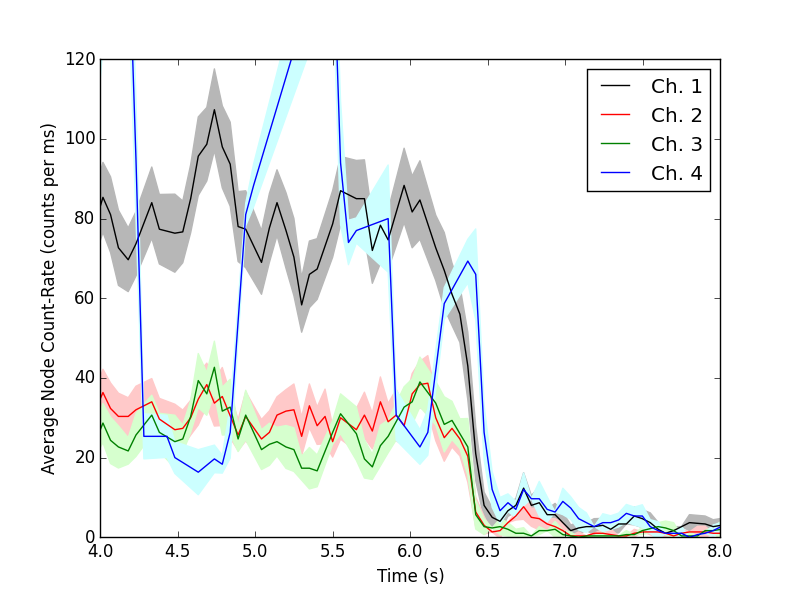 120
100
80
60
40
20
0
Average Node Count-Rate (counts per ms)
Ch. 1
Ch. 2
Ch. 3
Ch. 4
4.0 4.5 5.0 5.5 6.0 6.5 7.0 7.5 8.0
Time (s)